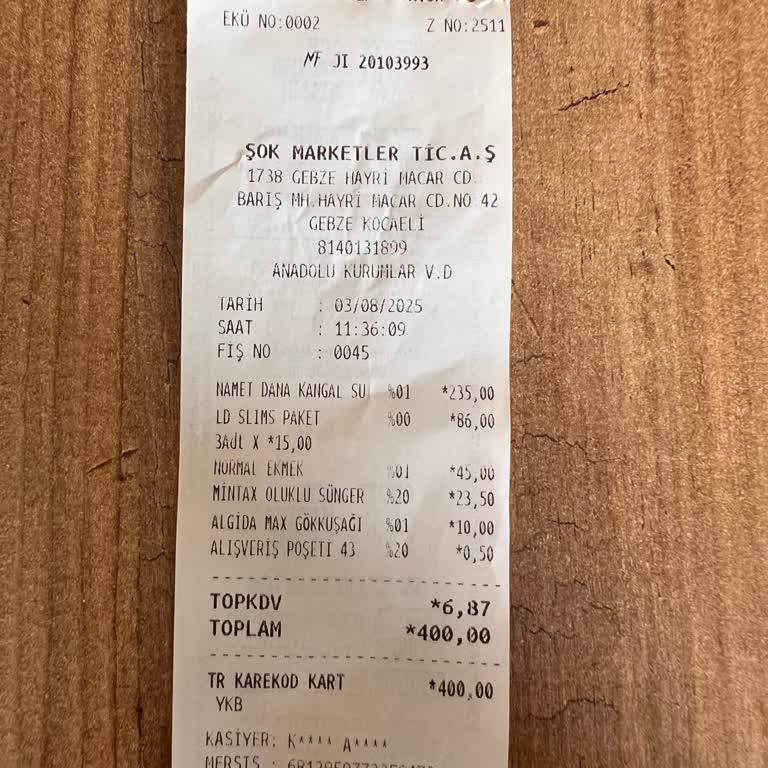 EKÜ NO:0002 Z NO:2511
MF JI 20103993
ŞOK MARKETLER TİC.A.Ş
1738 GEBZE HAYRİ MACAR CD.
BARIŞ MH.HAYRİ MACAR CD.NO 42
GEBZE KOCAELİ
8140131899
ANADOLU KURUMLAR V.D
TARİH : 03/08/2025
SAAT : 11:36:09
FİŞ NO : 0045
NAMET DANA KANGAL SU %01 *235,00
LD SLIMS PAKET %00 *86,00
3Adt X *15,00
NORMAL EKMEK %01 *45,00
MİNTAX OLUKLU SÜNGER %20 *23,50
ALGİDA MAX GÖKKUŞAĞI %01 *10,00
ALIŞVERİŞ POŞETİ 43 %20 *0,50
TOPKDV *6,87
TOPLAM *400,00
TR KAREKOD KART *400,00
YKB
KASİYER: K**** A****
MERSİS :